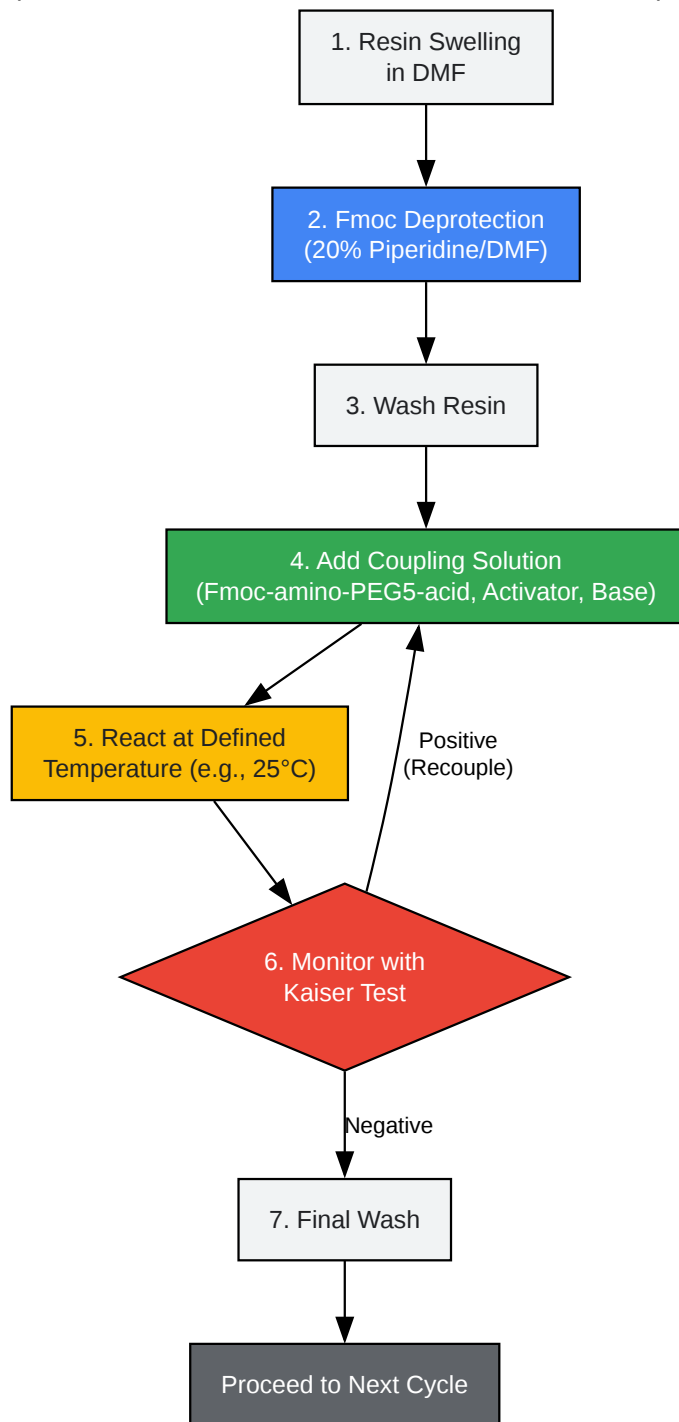 1. Resin Swelling
in DMF
2. Fmoc Deprotection
(20% Piperidine/DMF)
3. Wash Resin
4. Add Coupling Solution
(Fmoc-amino-PEG5-acid, Activator, Base)
5. React at Defined
Temperature (e.g., 25°C)
Positive
(Recouple)
6. Monitor with
Kaiser Test
Negative
7. Final Wash
Proceed to Next Cycle